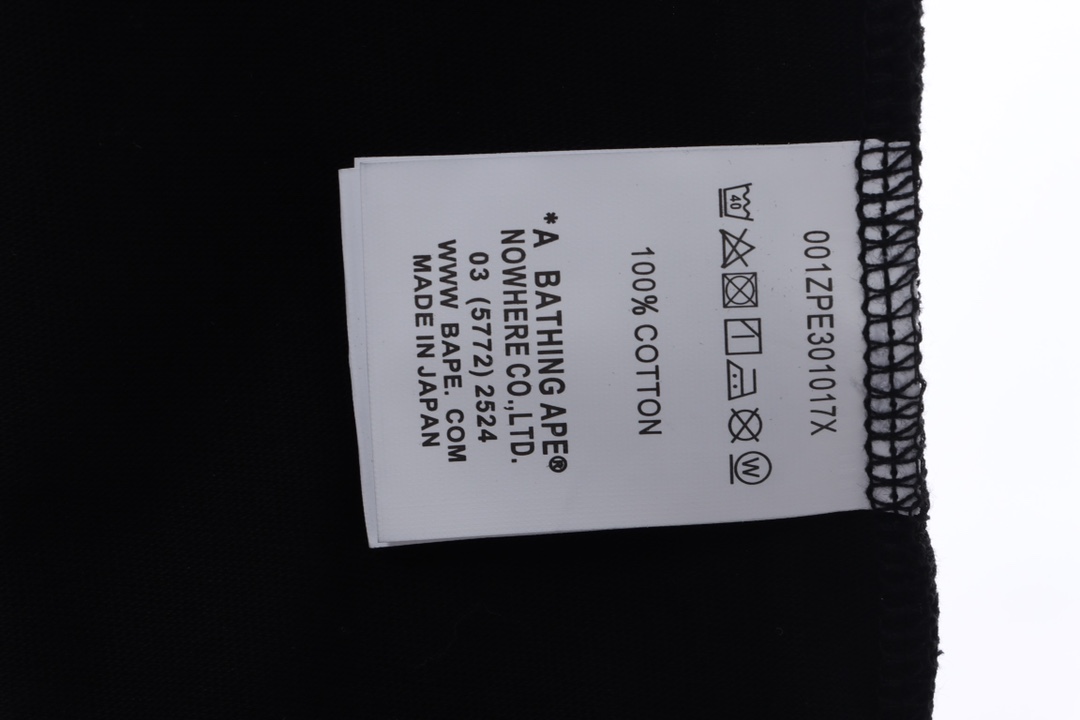 001ZPE301017X
40
W
100% COTTON
*A BATHING APE®
NOWHERE CO.,LTD.
03 (5772) 2524
WWW. BAPE. COM
MADE IN JAPAN